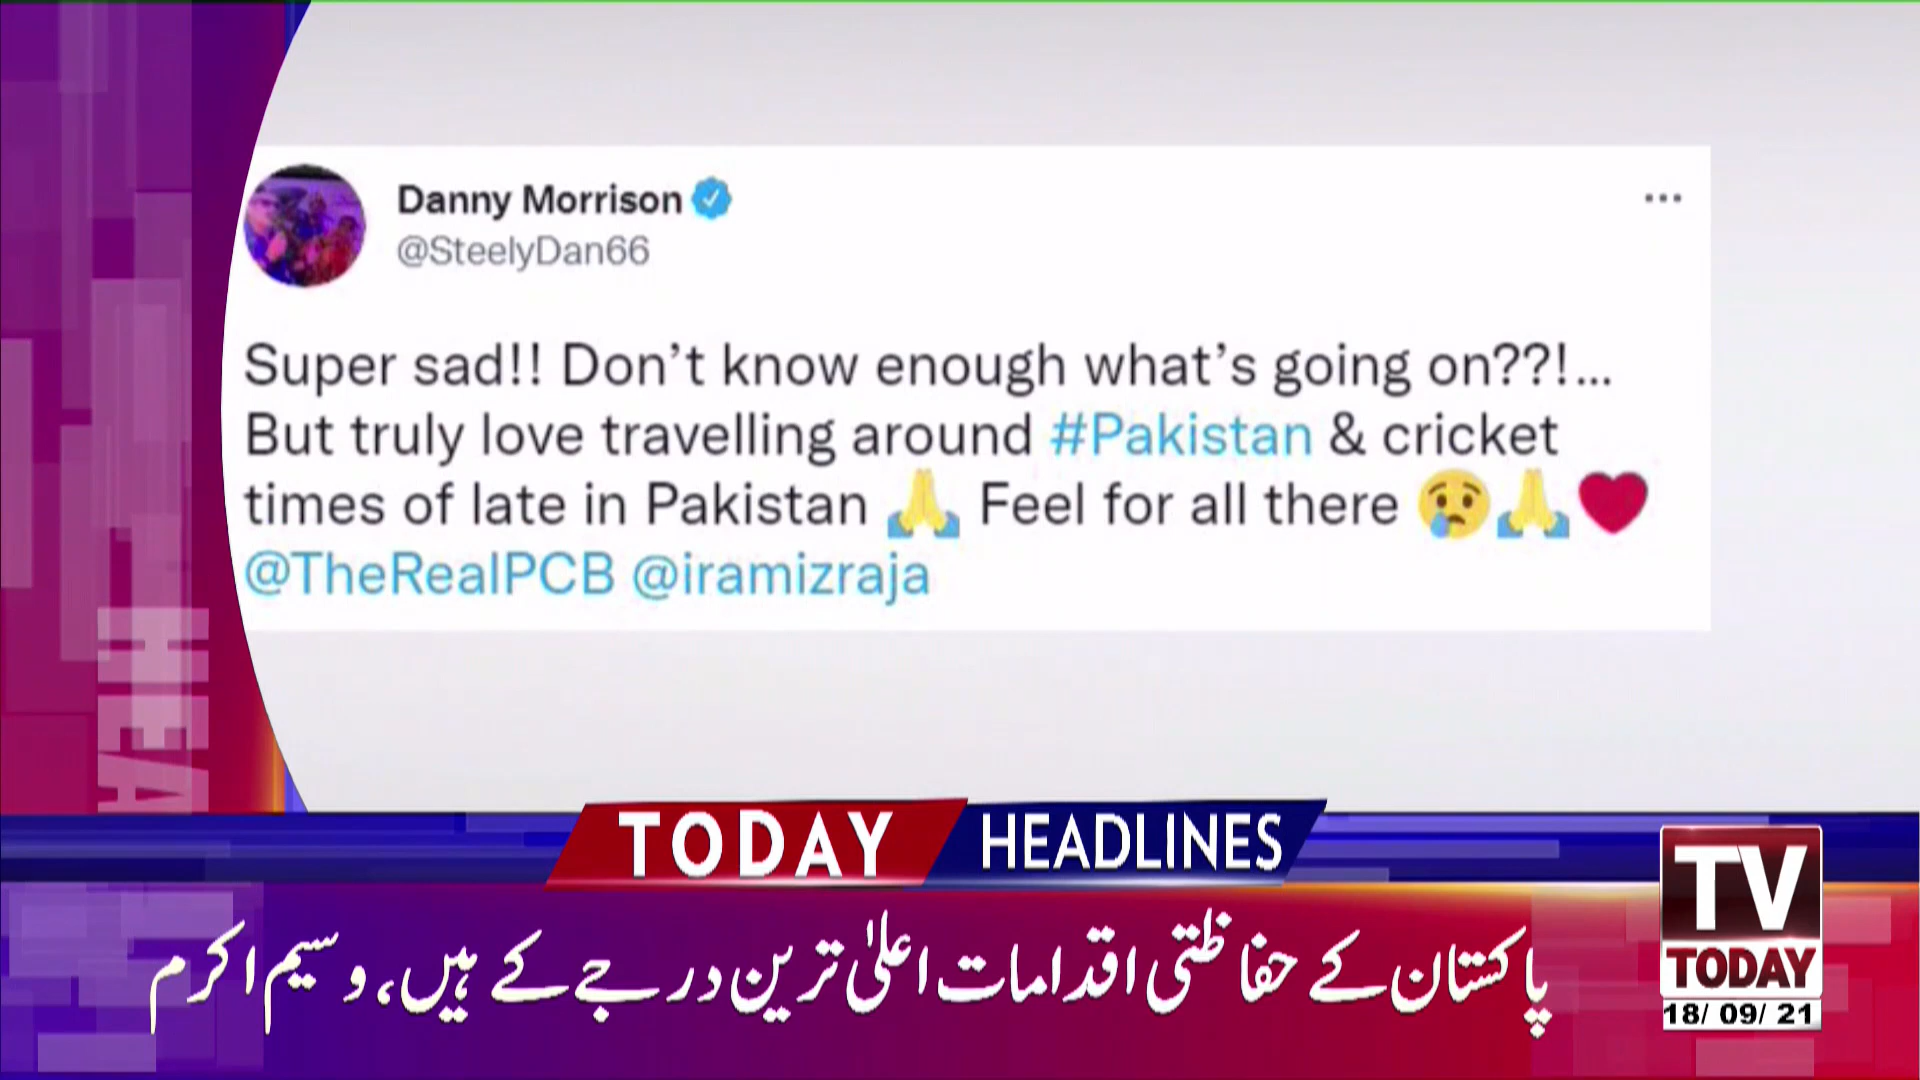 Danny Morrison
@SteelyDan66
Super sad!! Don't know enough what's going on??!...
But truly love travelling around #Pakistan & cricket
times of late in Pakistan 🙏 Feel for all there 😢🙏❤️
@TheRealPCB @iramizraja
HEA
TODAY HEADLINES
پاکستان کے حفاظتی اقدامات اعلیٰ ترین درجے کے ہیں، وسیم اکرم
TV
TODAY
18/ 09/ 21